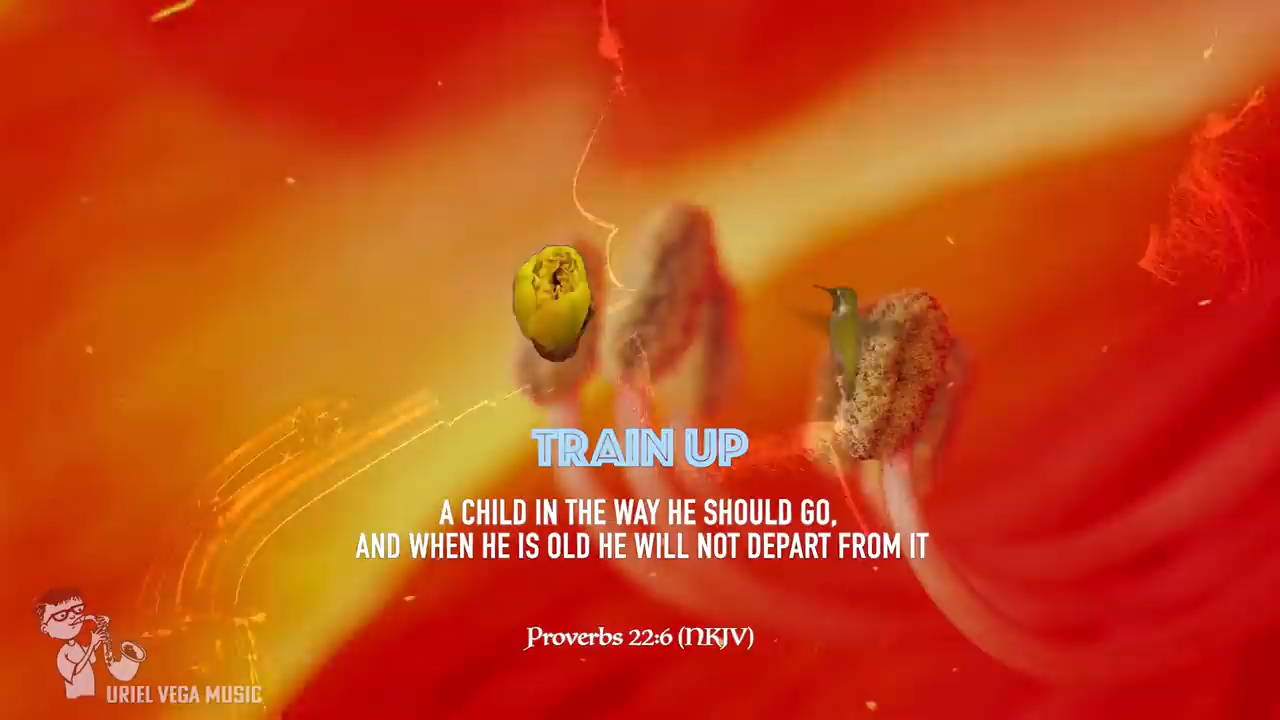 TRAIN UP
A CHILD IN THE WAY HE SHOULD GO,
AND WHEN HE IS OLD HE WILL NOT DEPART FROM IT
Proverbs 22:6 (NKJV)
URIEL VEGA MUSIC